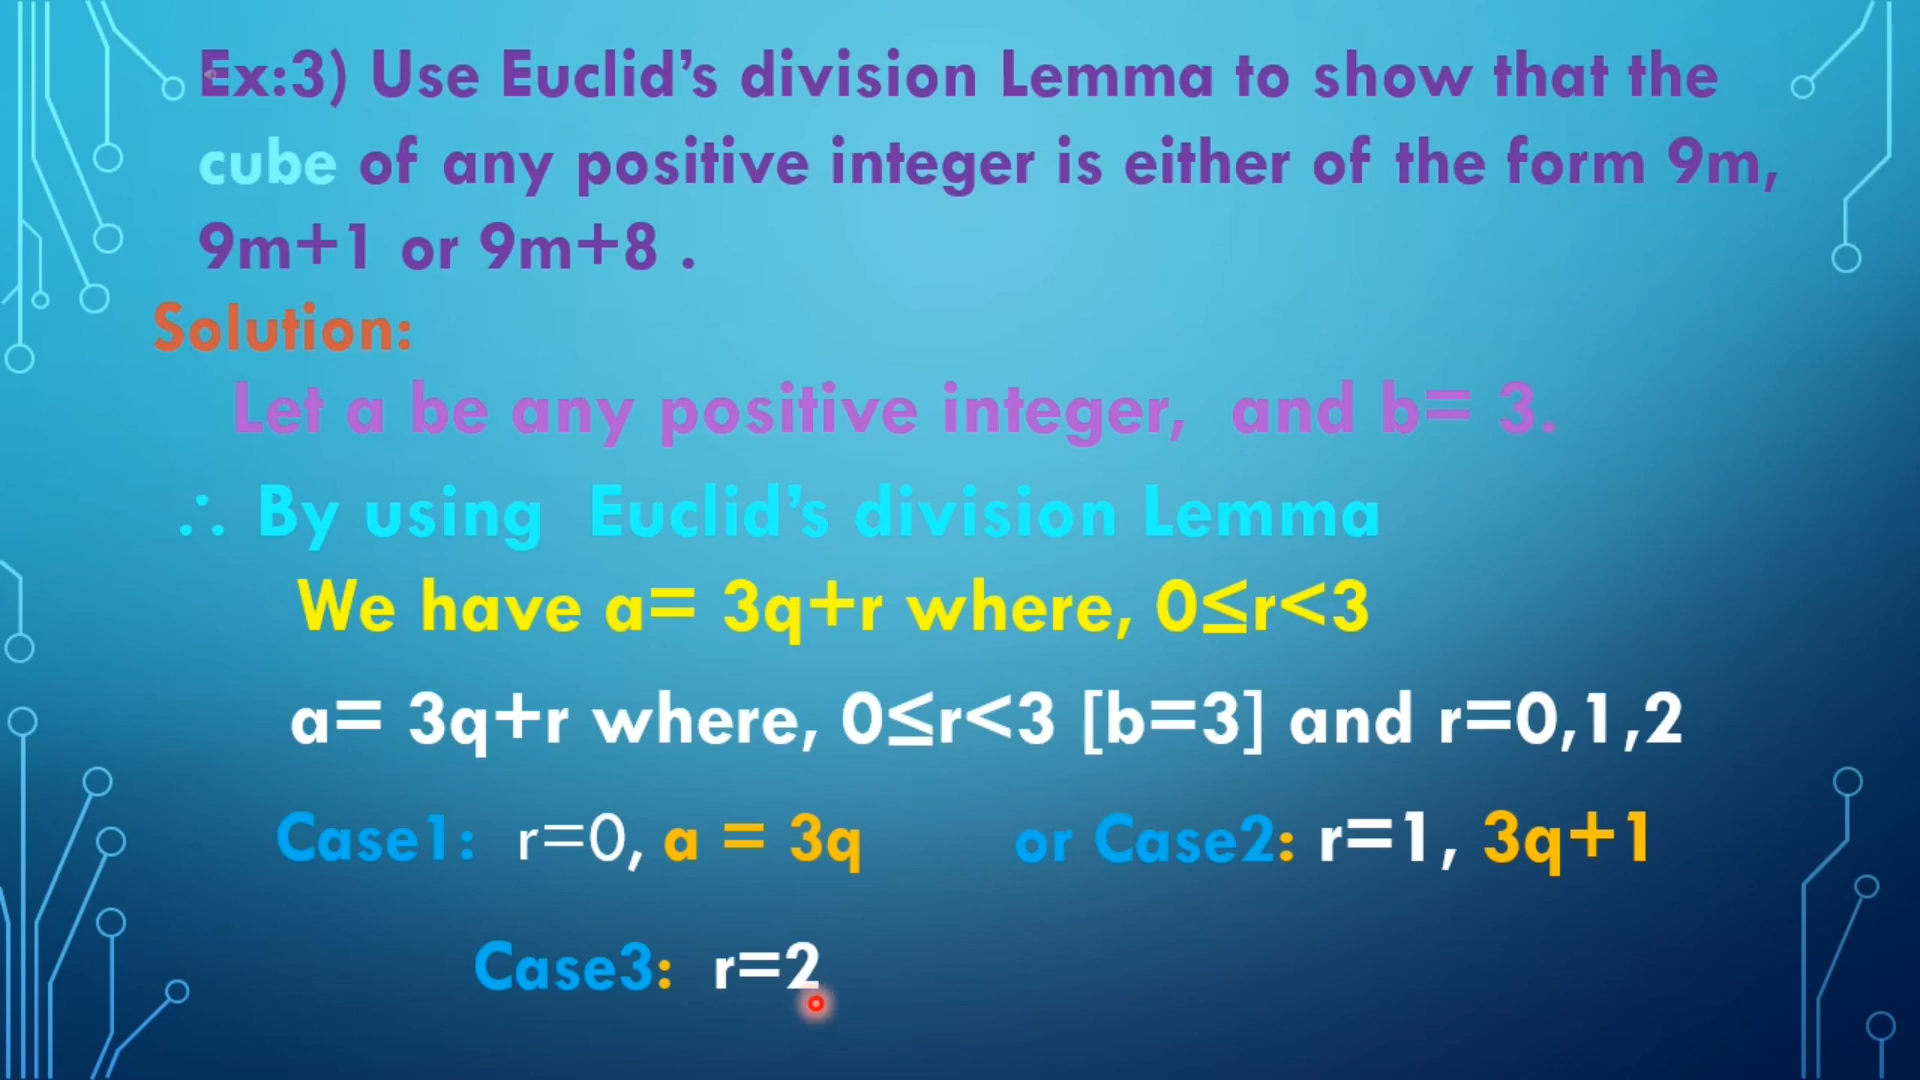 Ex:3) Use Euclid’s division Lemma to show that the
cube of any positive integer is either of the form 9m,
9m+1 or 9m+8 .
Solution:
Let a be any positive integer, and b= 3.
∴ By using Euclid’s division Lemma
We have a= 3q+r where, 0≤r<3
a= 3q+r where, 0≤r<3 [b=3] and r=0,1,2
Case1: r=0, a = 3q or Case2: r=1, 3q+1
Case3: r=2